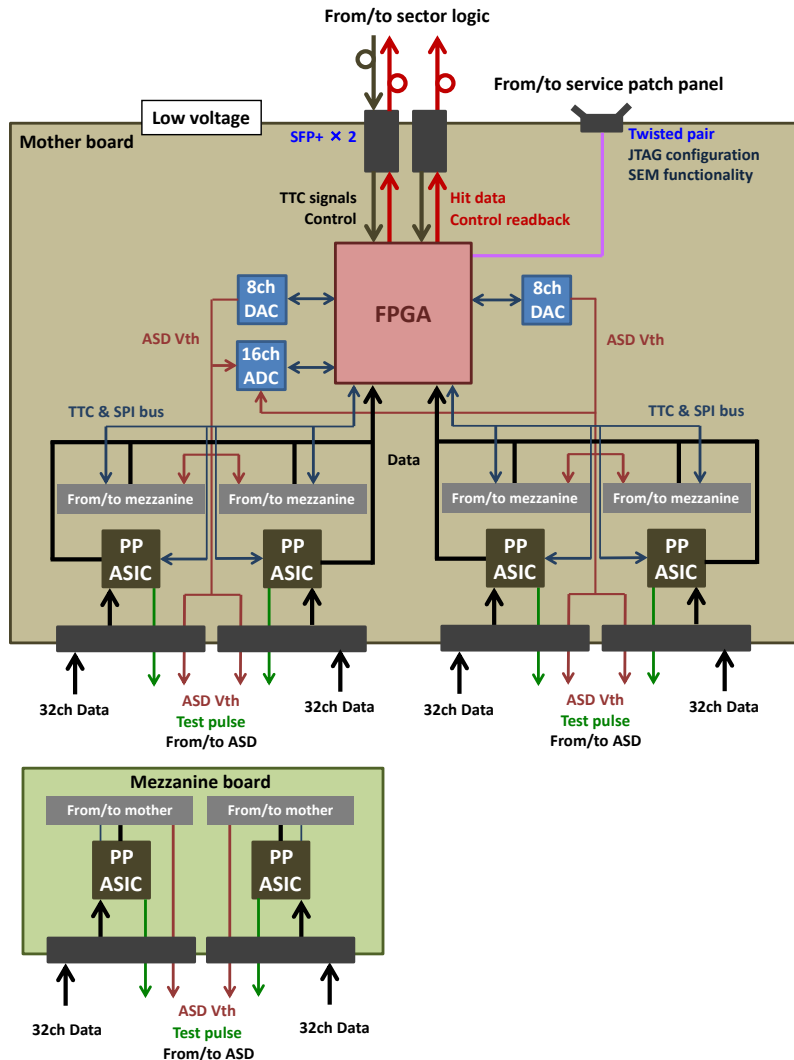 From/to sector logic
From/to service patch panel
Low voltage
Mother board
SFP+ × 2
Twisted pair
JTAG configuration
SEM functionality
TTC signals
Control
Hit data
Control readback
8ch
DAC
FPGA
8ch
DAC
ASD Vth
ASD Vth
16ch
ADC
TTC & SPI bus
TTC & SPI bus
Data
From/to mezzanine
From/to mezzanine
From/to mezzanine
From/to mezzanine
PP
ASIC
PP
ASIC
PP
ASIC
PP
ASIC
32ch Data
ASD Vth
Test pulse
From/to ASD
32ch Data
32ch Data
ASD Vth
Test pulse
From/to ASD
32ch Data
Mezzanine board
From/to mother
From/to mother
PP
ASIC
PP
ASIC
32ch Data
ASD Vth
Test pulse
From/to ASD
32ch Data